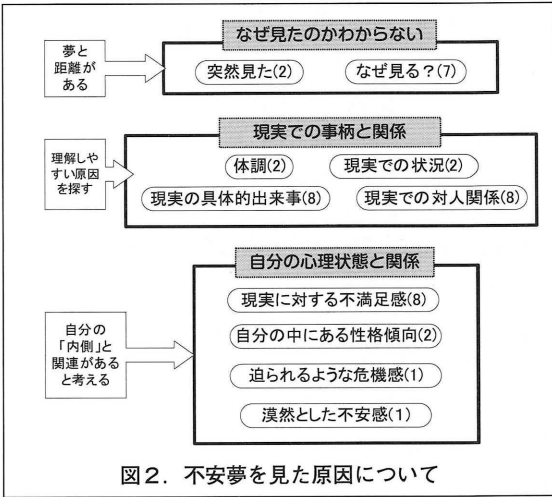 なぜ見たのかわからない
夢と
距離が
ある
突然見た(2)
なぜ見る？(7)
現実での事柄と関係
理解しや
すい原因
を探す
体調(2)
現実での状況(2)
現実の具体的出来事(8)
現実での対人関係(8)
自分の心理状態と関係
自分の
「内側」と
関連がある
と考える
現実に対する不満足感(8)
自分の中にある性格傾向(2)
迫られるような危機感(1)
漠然とした不安感(1)
図2．不安夢を見た原因について